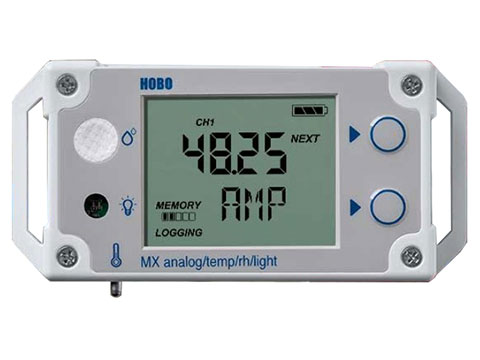 HOBO
CH1
48.25
NEXT
AMP
MEMORY
LOGGING
MX analog/temp/rh/light